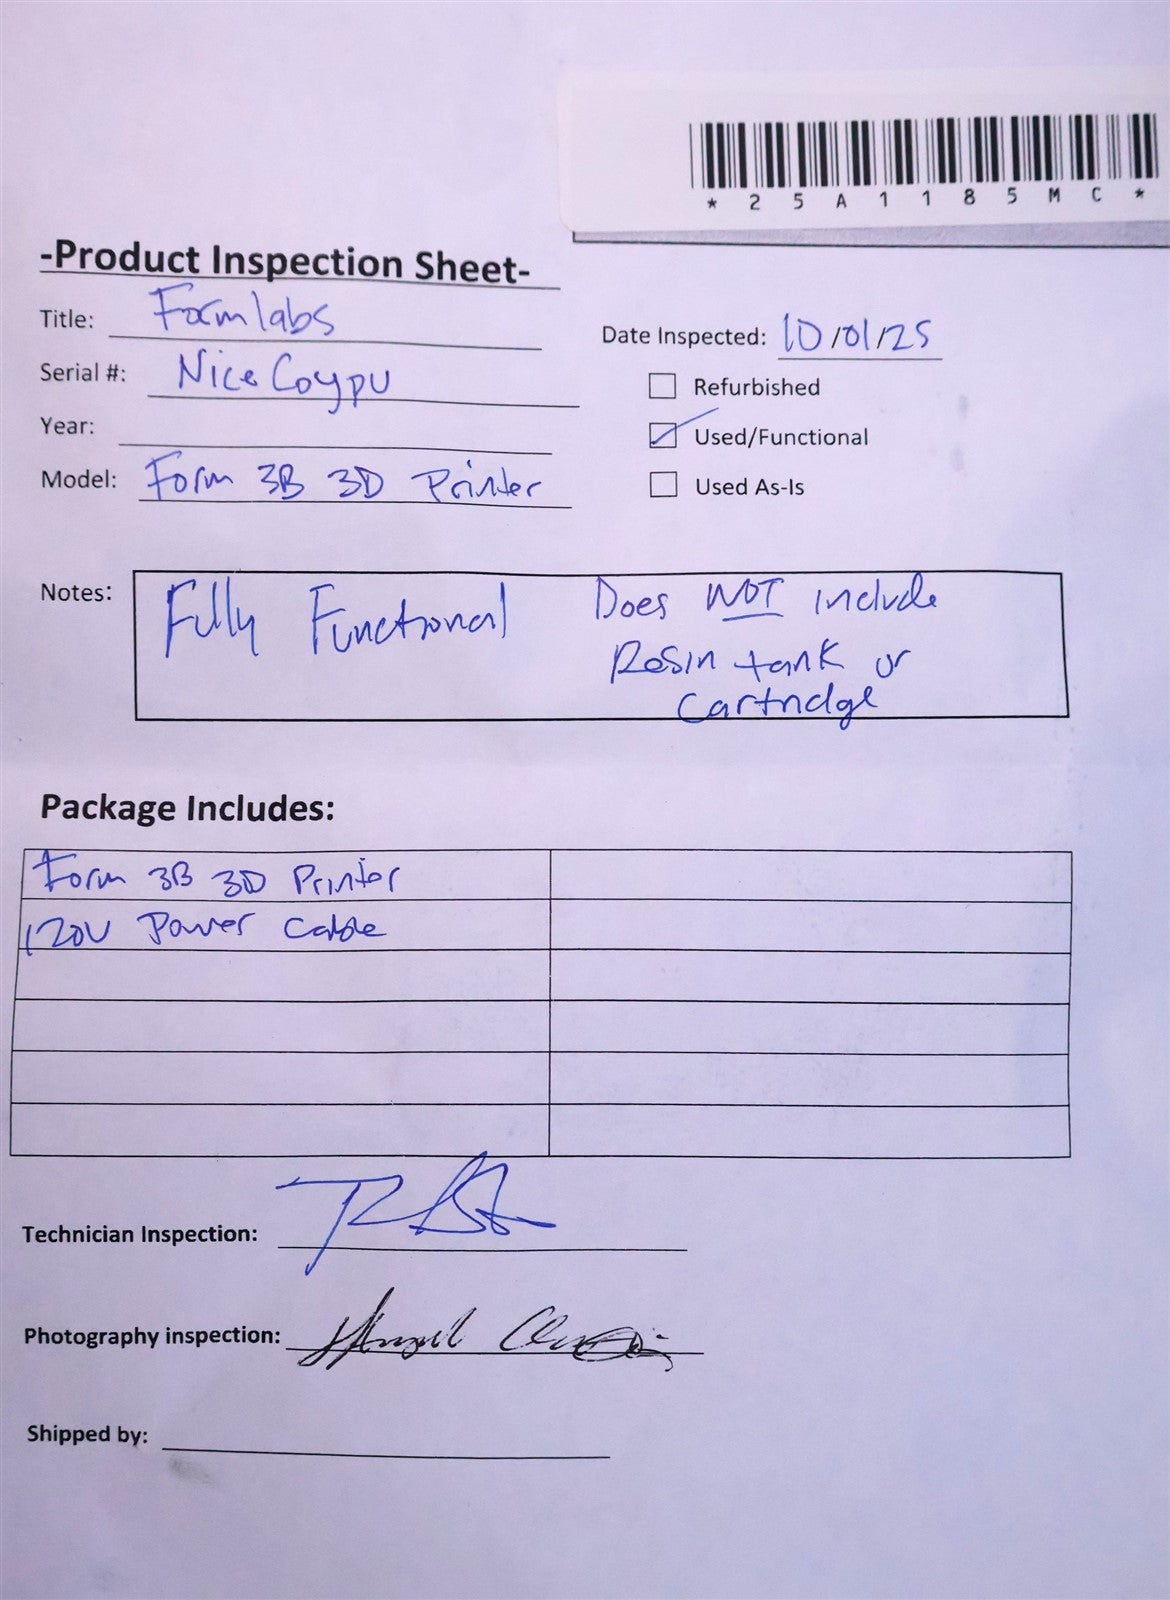 * 2 5 A 1 1 8 5 M C *
-Product Inspection Sheet-
Title: Formlabs
Date Inspected: 10/01/25
Serial #: NiceCoypu
Refurbished
Year:
Used/Functional
Model: Form 3B 3D Printer
Used As-Is
Notes: Fully Functional Does NOT include
Resin tank or
Cartridge
Package Includes:
Form 3B 3D Printer
120V Power Cable
Technician Inspection:
Photography inspection:
Shipped by: